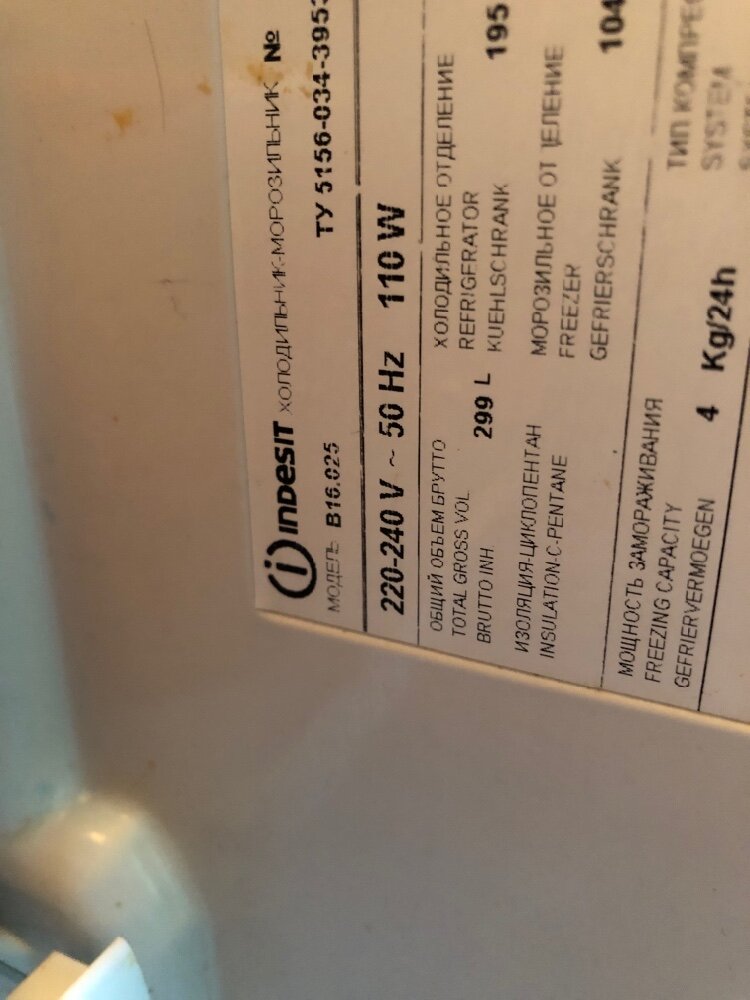 indesit ХОЛОДИЛЬНИК-МОРОЗИЛЬНИК №
МОДЕЛЬ B16.025 ТУ 5156-034-3953
220-240 V ~ 50 Hz 110 W
ОБЩИЙ ОБЪЕМ БРУТТО
TOTAL GROSS VOL
BRUTTO INH.
299 L
ХОЛОДИЛЬНОЕ ОТДЕЛЕНИЕ
REFRIGERATOR
KUEHLSCHRANK
195
ИЗОЛЯЦИЯ-ЦИКЛОПЕНТАН
INSULATION-C-PENTANE
МОРОЗИЛЬНОЕ ОТДЕЛЕНИЕ
FREEZER
GEFRIERSCHRANK
104
МОЩНОСТЬ ЗАМОРАЖИВАНИЯ
FREEZING CAPACITY
GEFRIERVERMOEGEN
4 Kg/24h
ТИП КОМПРЕС
SYSTEM